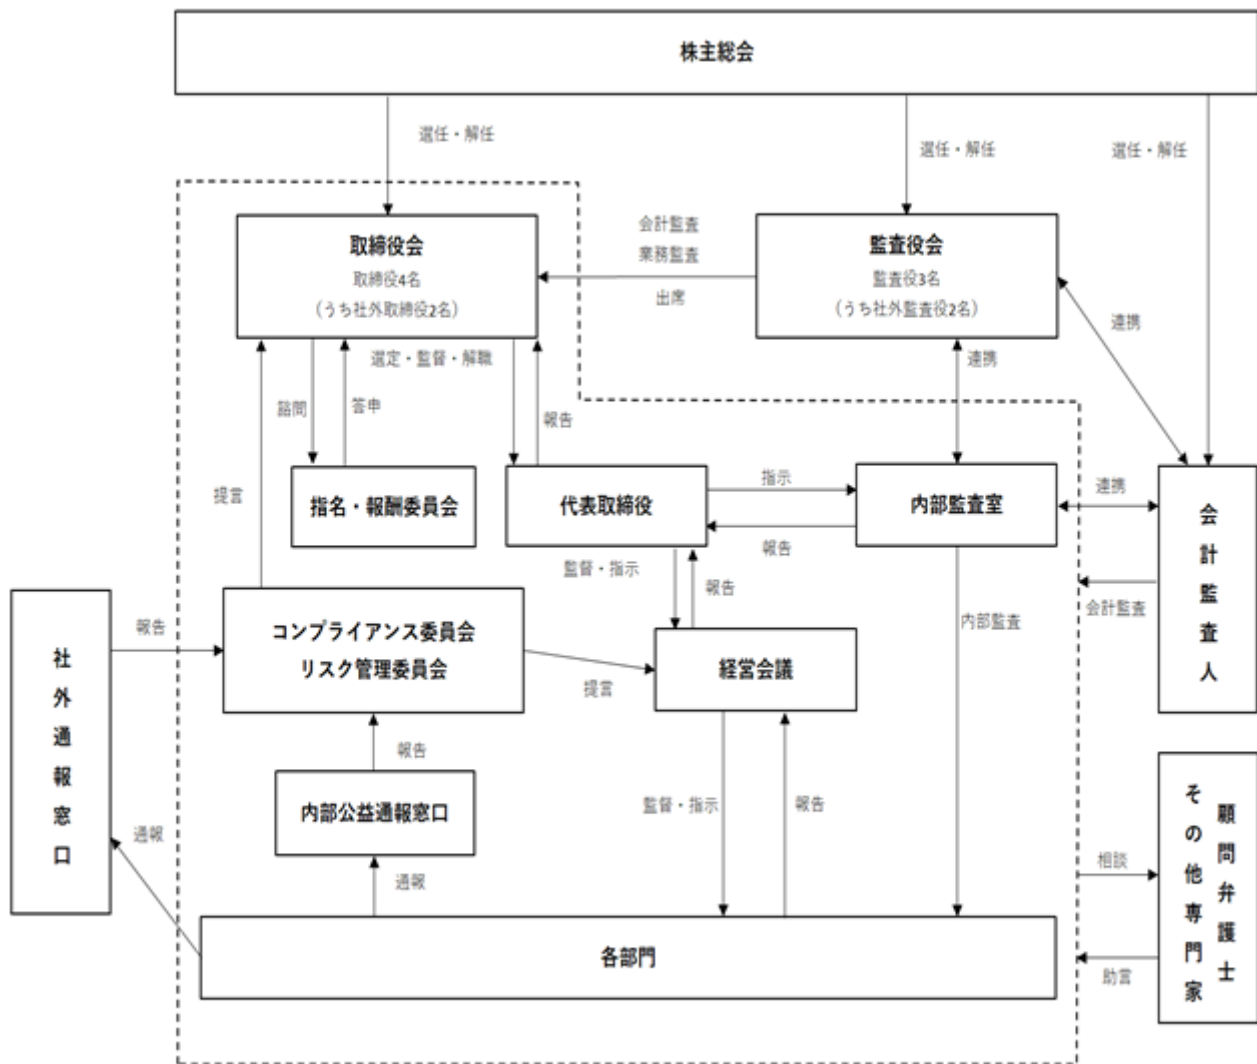 株主総会
選任・解任
選任・解任
選任・解任
取締役会
取締役4名
（うち社外取締役2名）
会計監査
業務監査
出席
監査役会
監査役3名
（うち社外監査役2名）
連携
選定・監督・解職
連携
諮問
答申
報告
提言
指名・報酬委員会
代表取締役
指示
報告
内部監査室
連携
会計監査人
会計監査
監督・指示
報告
内部監査
社外通報窓口
報告
コンプライアンス委員会
リスク管理委員会
提言
経営会議
報告
内部公益通報窓口
監督・指示
報告
通報
通報
顧問弁護士
その他専門家
相談
助言
各部門